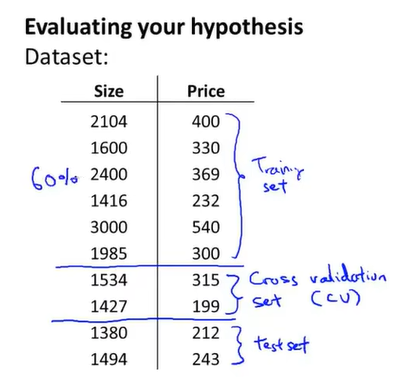 Evaluating your hypothesis
Dataset:
Size Price
2104 400
1600 330
60% 2400 369
Training set
1416 232
3000 540
1985 300
1534 315
Cross validation set (CV)
1427 199
1380 212
test set
1494 243